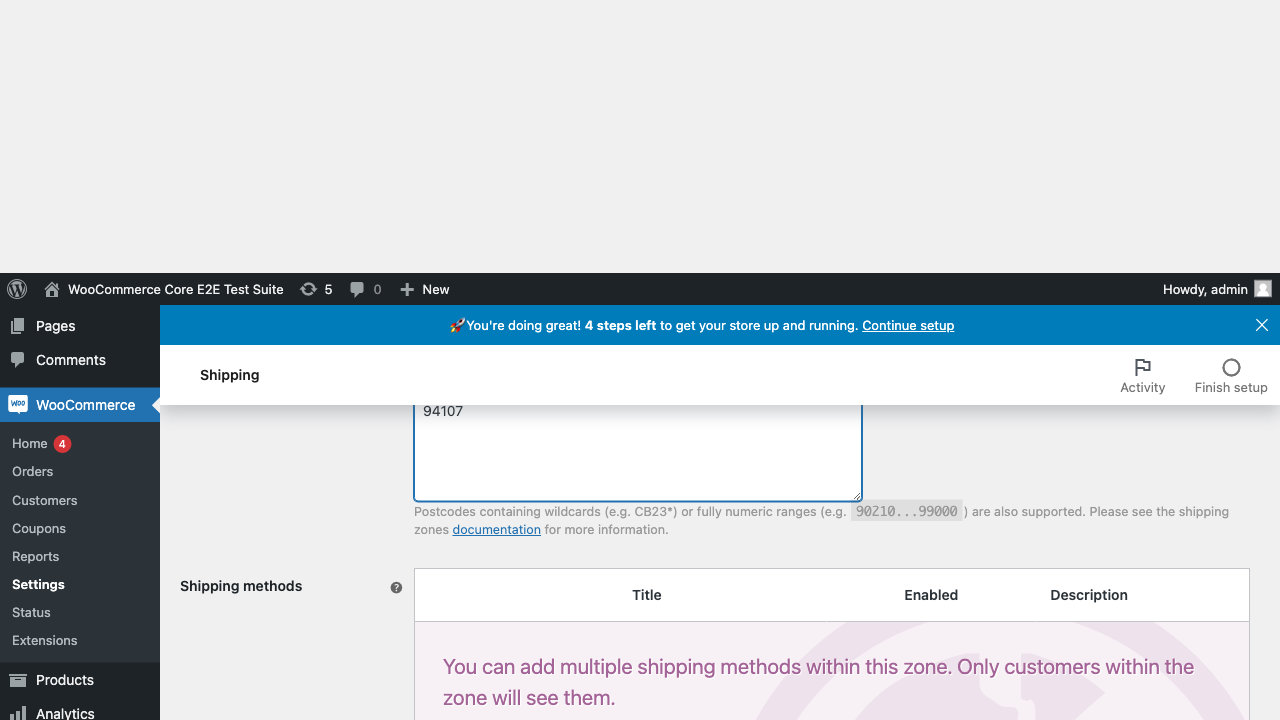 WooCommerce Core E2E Test Suite 5 0 New Howdy, admin
Pages
Comments
WooCommerce
Home 4
Orders
Customers
Coupons
Reports
Settings
Status
Extensions
Products
Analytics
🚀You're doing great! 4 steps left to get your store up and running. Continue setup
Shipping
Activity
Finish setup
94107
Postcodes containing wildcards (e.g. CB23*) or fully numeric ranges (e.g. 90210...99000 ) are also supported. Please see the shipping
zones documentation for more information.
Shipping methods
Title Enabled Description
You can add multiple shipping methods within this zone. Only customers within the
zone will see them.